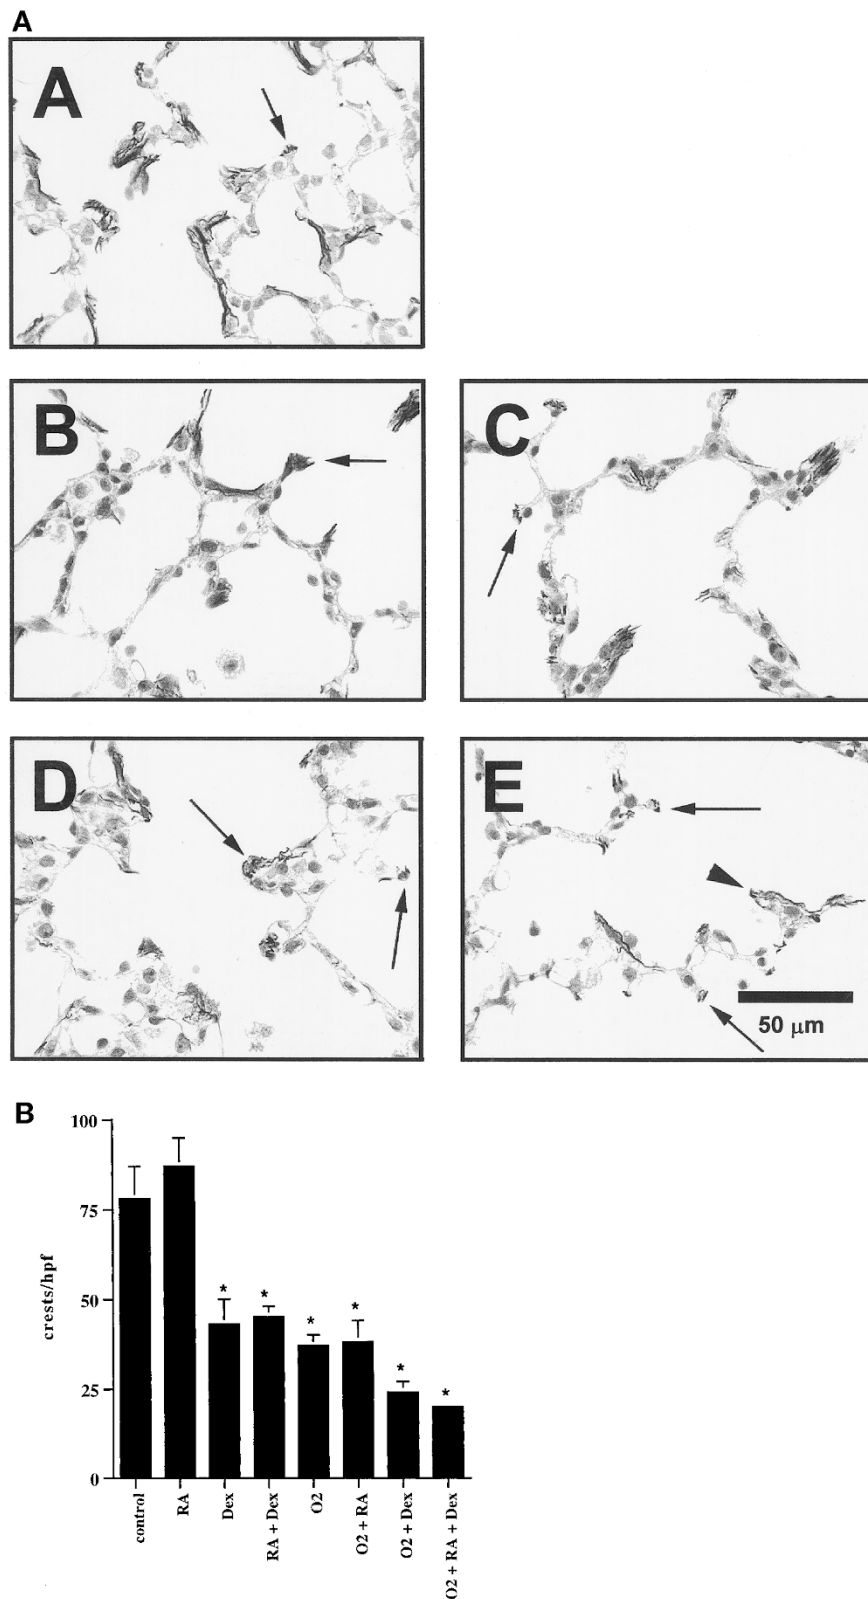 A
A
B
C
D
E
50 μm
B
100
75
50
25
0
crests/hpf
* * * * * *
control
RA
Dex
RA + Dex
O2
O2 + RA
O2 + Dex
O2 + RA + Dex